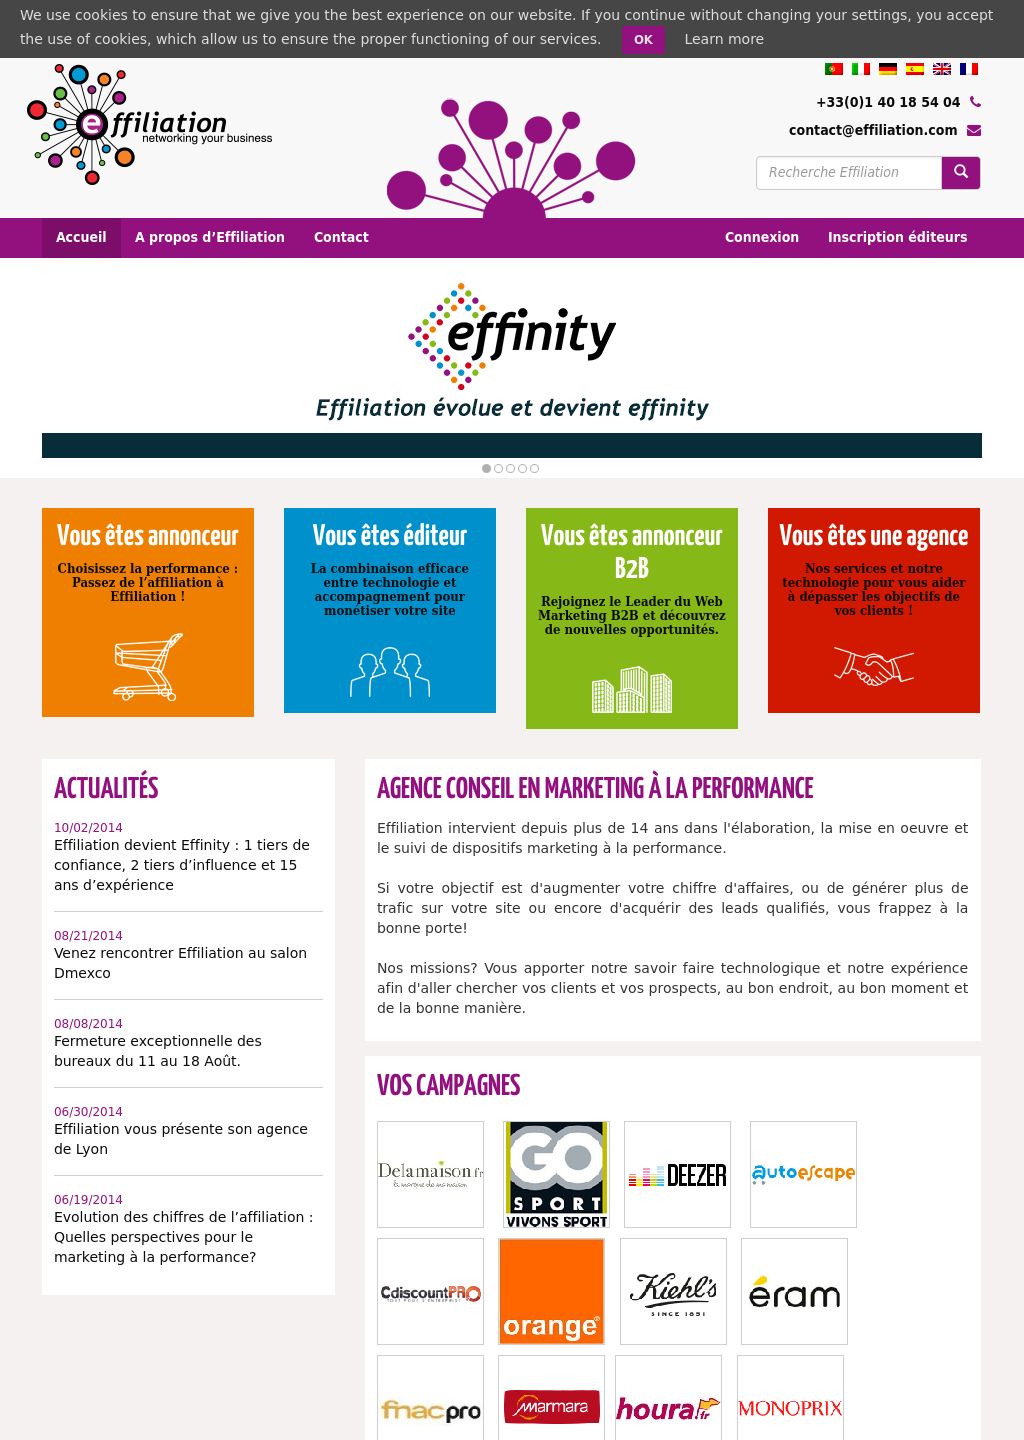 We use cookies to ensure that we give you the best experience on our website. If you continue without changing your settings, you accept
the use of cookies, which allow us to ensure the proper functioning of our services. OK Learn more
effiliation
networking your business
+33(0)1 40 18 54 04
contact@effiliation.com
Recherche Effiliation
Accueil A propos d’Effiliation Contact Connexion Inscription éditeurs
effinity
Effiliation évolue et devient effinity
Vous êtes annonceur
Choisissez la performance :
Passez de l’affiliation à
Effiliation !
Vous êtes éditeur
La combinaison efficace
entre technologie et
accompagnement pour
monétiser votre site
Vous êtes annonceur
B2B
Rejoignez le Leader du Web
Marketing B2B et découvrez
de nouvelles opportunités.
Vous êtes une agence
Nos services et notre
technologie pour vous aider
à dépasser les objectifs de
vos clients !
ACTUALITÉS
10/02/2014
Effiliation devient Effinity : 1 tiers de
confiance, 2 tiers d’influence et 15
ans d’expérience
08/21/2014
Venez rencontrer Effiliation au salon
Dmexco
08/08/2014
Fermeture exceptionnelle des
bureaux du 11 au 18 Août.
06/30/2014
Effiliation vous présente son agence
de Lyon
06/19/2014
Evolution des chiffres de l’affiliation :
Quelles perspectives pour le
marketing à la performance?
AGENCE CONSEIL EN MARKETING À LA PERFORMANCE
Effiliation intervient depuis plus de 14 ans dans l'élaboration, la mise en oeuvre et
le suivi de dispositifs marketing à la performance.
Si votre objectif est d'augmenter votre chiffre d'affaires, ou de générer plus de
trafic sur votre site ou encore d'acquérir des leads qualifiés, vous frappez à la
bonne porte!
Nos missions? Vous apporter notre savoir faire technologique et notre expérience
afin d'aller chercher vos clients et vos prospects, au bon endroit, au bon moment et
de la bonne manière.
VOS CAMPAGNES
Delamaison.fr
la marque de ma maison
GO
SPORT
VIVONS SPORT
DEEZER
autoescape
CdiscountPRO
TOUT POUR L'ENTREPRISE
orange
Kiehl's
SINCE 1851
éram
fnacpro
marmara
houra.fr
MONOPRIX